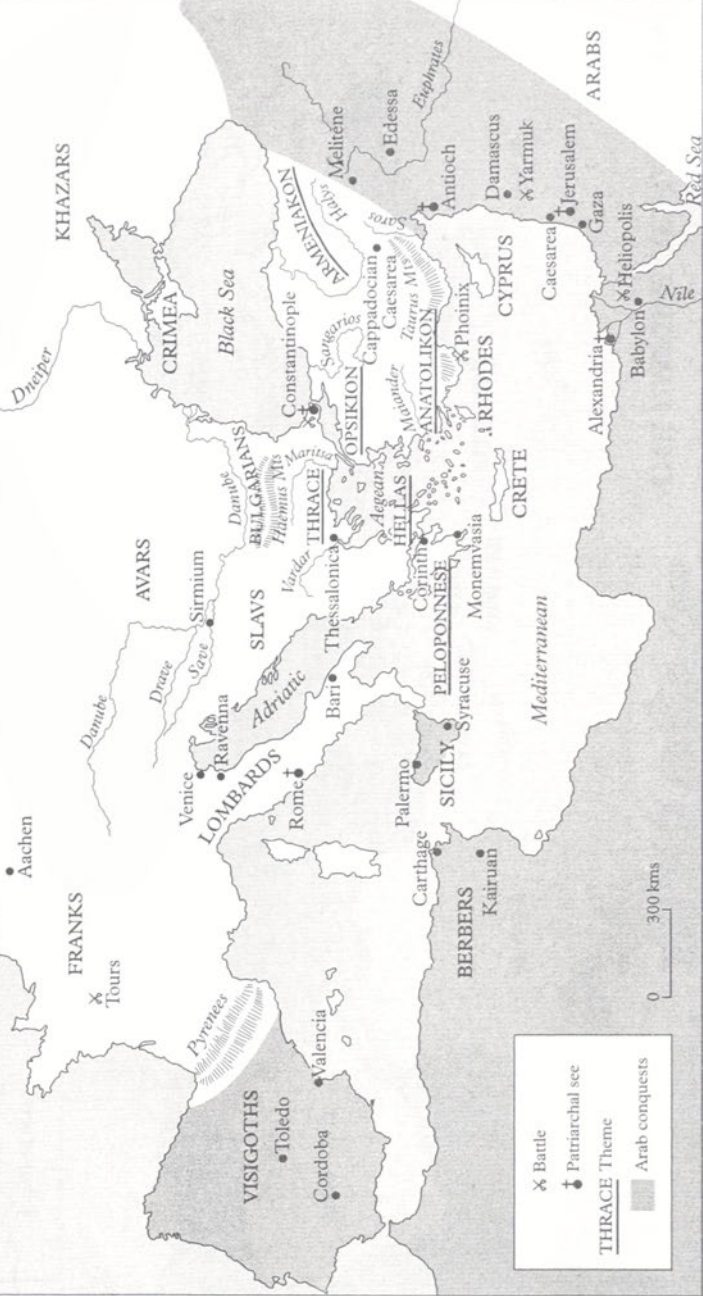 Aachen
FRANKS
Tours
Pyrenees
VISIGOTHS
Toledo
Cordoba
Valencia
Danube
Drave
Save
AVARS
Sirmium
SLAVS
Venice
Ravenna
LOMBARDS
Rome
Adriatic
Bari
Palermo
SICILY
Syracuse
Carthage
BERBERS
Kairuan
Mediterranean
Dneiper
KHAZARS
CRIMEA
Black Sea
Danube
BULGARIANS
Haemus Mts
Maritsa
THRACE
Vardar
Thessalonica
Aegean
HELLAS
Corinth
PELOPONNESE
Monemvasia
CRETE
Constantinople
OPSIKION
Sangarios
ARMENIAKON
Halys
Cappadocian
Caesarea
Taurus Mts
Saros
Maiander
ANATOLIKON
Phoinix
RHODES
CYPRUS
Melitene
Edessa
Euphrates
Antioch
Damascus
Yarmuk
Caesarea
Jerusalem
Gaza
ARABS
Red Sea
Heliopolis
Nile
Babylon
Alexandria
Battle
Patriarchal see
THRACE Theme
Arab conquests
0 300 kms